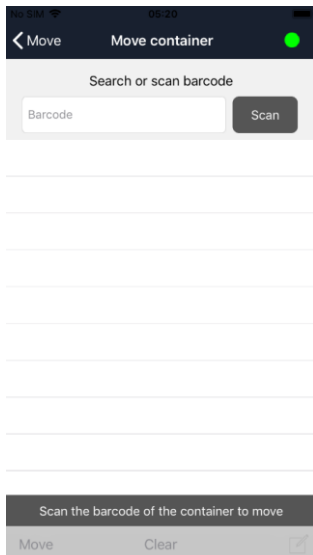 No SIM 05:20
Move Move container
Search or scan barcode
Barcode Scan
Scan the barcode of the container to move
Move Clear